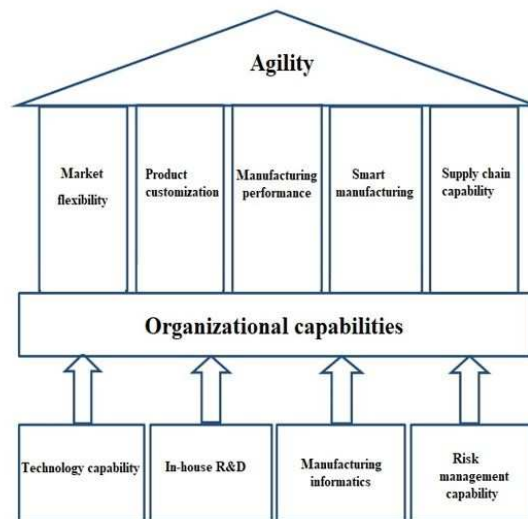 Agility
Market
flexibility
Product
customization
Manufacturing
performance
Smart
manufacturing
Supply chain
capability
Organizational capabilities
Technology capability
In-house R&D
Manufacturing
informatics
Risk
management
capability